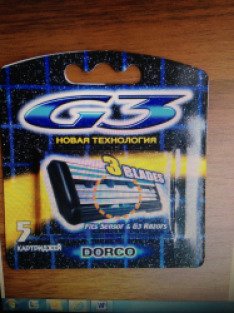 G3
НОВАЯ ТЕХНОЛОГИЯ
3 BLADES
Fits Sensor & G3 Razors
5
КАРТРИДЖЕЙ
DORCO